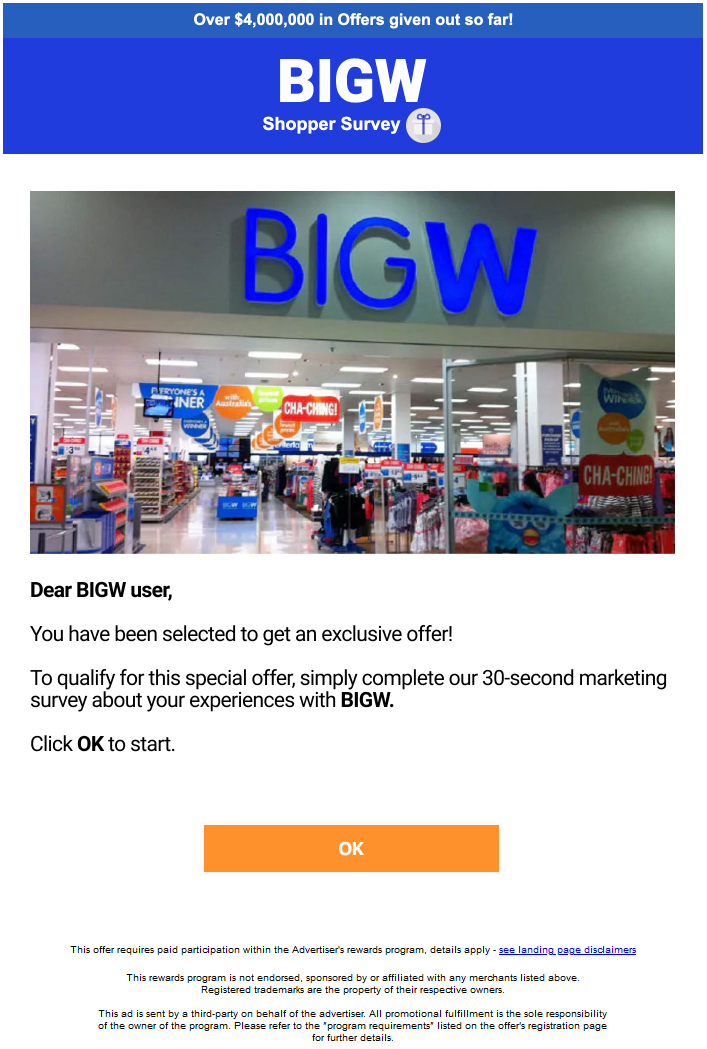 Over $4,000,000 in Offers given out so far!
BIGW
Shopper Survey
BIGW
EVERYONE'S A
WINNER
with
Australia's
lowest
prices
CHA-CHING!
BIGW
CHA-CHING!
Dear BIGW user,
You have been selected to get an exclusive offer!
To qualify for this special offer, simply complete our 30-second marketing
survey about your experiences with BIGW.
Click OK to start.
OK
This offer requires paid participation within the Advertiser's rewards program, details apply - see landing page disclaimers
This rewards program is not endorsed, sponsored by or affiliated with any merchants listed above.
Registered trademarks are the property of their respective owners.
This ad is sent by a third-party on behalf of the advertiser. All promotional fulfillment is the sole responsibility
of the owner of the program. Please refer to the "program requirements" listed on the offer's registration page
for further details.